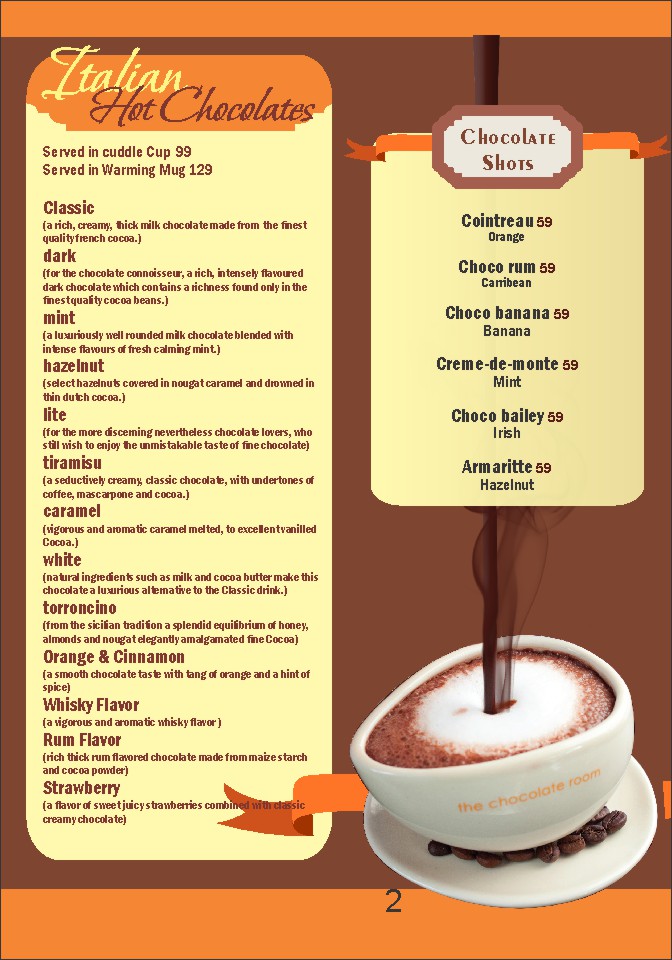 Italian
Hot Chocolates
Served in cuddle Cup 99
Served in Warming Mug 129
Classic
(a rich, creamy, thick milk chocolate made from the finest
quality french cocoa.)
dark
(for the chocolate connoisseur, a rich, intensely flavoured
dark chocolate which contains a richness found only in the
finest quality cocoa beans.)
mint
(a luxuriously well rounded milk chocolate blended with
intense flavours of fresh calming mint.)
hazelnut
(select hazelnuts covered in nougat caramel and drowned in
thin dutch cocoa.)
lite
(for the more discerning nevertheless chocolate lovers, who
still wish to enjoy the unmistakable taste of fine chocolate)
tiramisu
(a seductively creamy, classic chocolate, with undertones of
coffee, mascarpone and cocoa.)
caramel
(vigorous and aromatic caramel melted, to excellent vanilled
Cocoa.)
white
(natural ingredients such as milk and cocoa butter make this
chocolate a luxurious alternative to the Classic drink.)
torroncino
(from the sicilian tradition a splendid equilibrium of honey,
almonds and nougat elegantly amalgamated fine Cocoa)
Orange & Cinnamon
(a smooth chocolate taste with tang of orange and a hint of
spice)
Whisky Flavor
(a vigorous and aromatic whisky flavor )
Rum Flavor
(rich thick rum flavored chocolate made from maize starch
and cocoa powder)
Strawberry
(a flavor of sweet juicy strawberries combined with classic
creamy chocolate)
Chocolate
Shots
Cointreau 59
Orange
Choco rum 59
Carribean
Choco banana 59
Banana
Creme-de-monte 59
Mint
Choco bailey 59
Irish
Armaritte 59
Hazelnut
the chocolate room
2